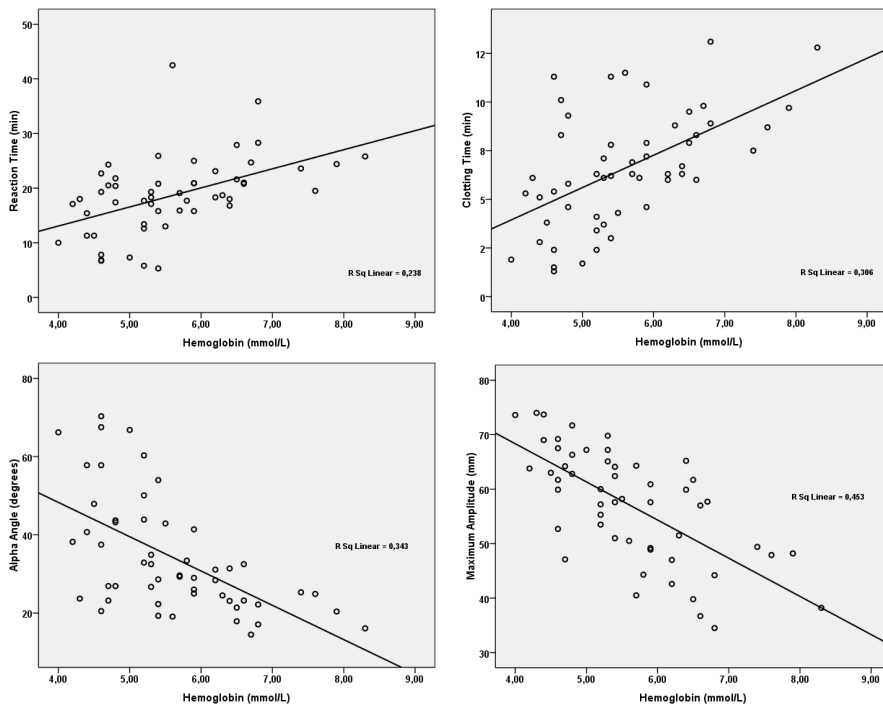 50
40
30
20
10
0
Reaction Time (min)
R Sq Linear = 0,238
4,00 5,00 6,00 7,00 8,00 9,00
Hemoglobin (mmol/L)
12
10
8
5
2
0
Clotting Time (min)
R Sq Linear = 0,306
4,00 5,00 6,00 7,00 8,00 9,00
Hemoglobin (mmol/L)
80
60
40
20
Alpha Angle (degrees)
R Sq Linear = 0,343
4,00 5,00 6,00 7,00 8,00 9,00
Hemoglobin (mmol/L)
80
70
60
50
40
30
Maximum Amplitude (mm)
R Sq Linear = 0,453
4,00 5,00 6,00 7,00 8,00 9,00
Hemoglobin (mmol/L)